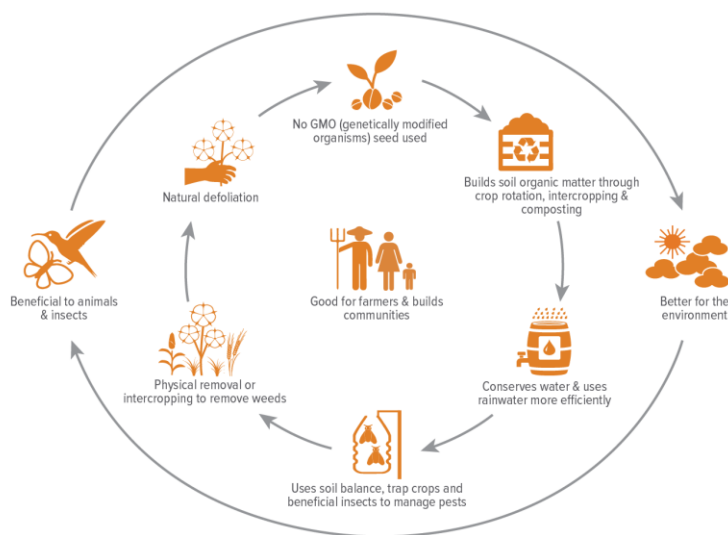 No GMO (genetically modified
organisms) seed used
Builds soil organic matter through
crop rotation, intercropping &
composting
Natural defoliation
Beneficial to animals
& insects
Good for farmers & builds
communities
Better for the
environment
Physical removal or
intercropping to remove weeds
Conserves water & uses
rainwater more efficiently
Uses soil balance, trap crops and
beneficial insects to manage pests